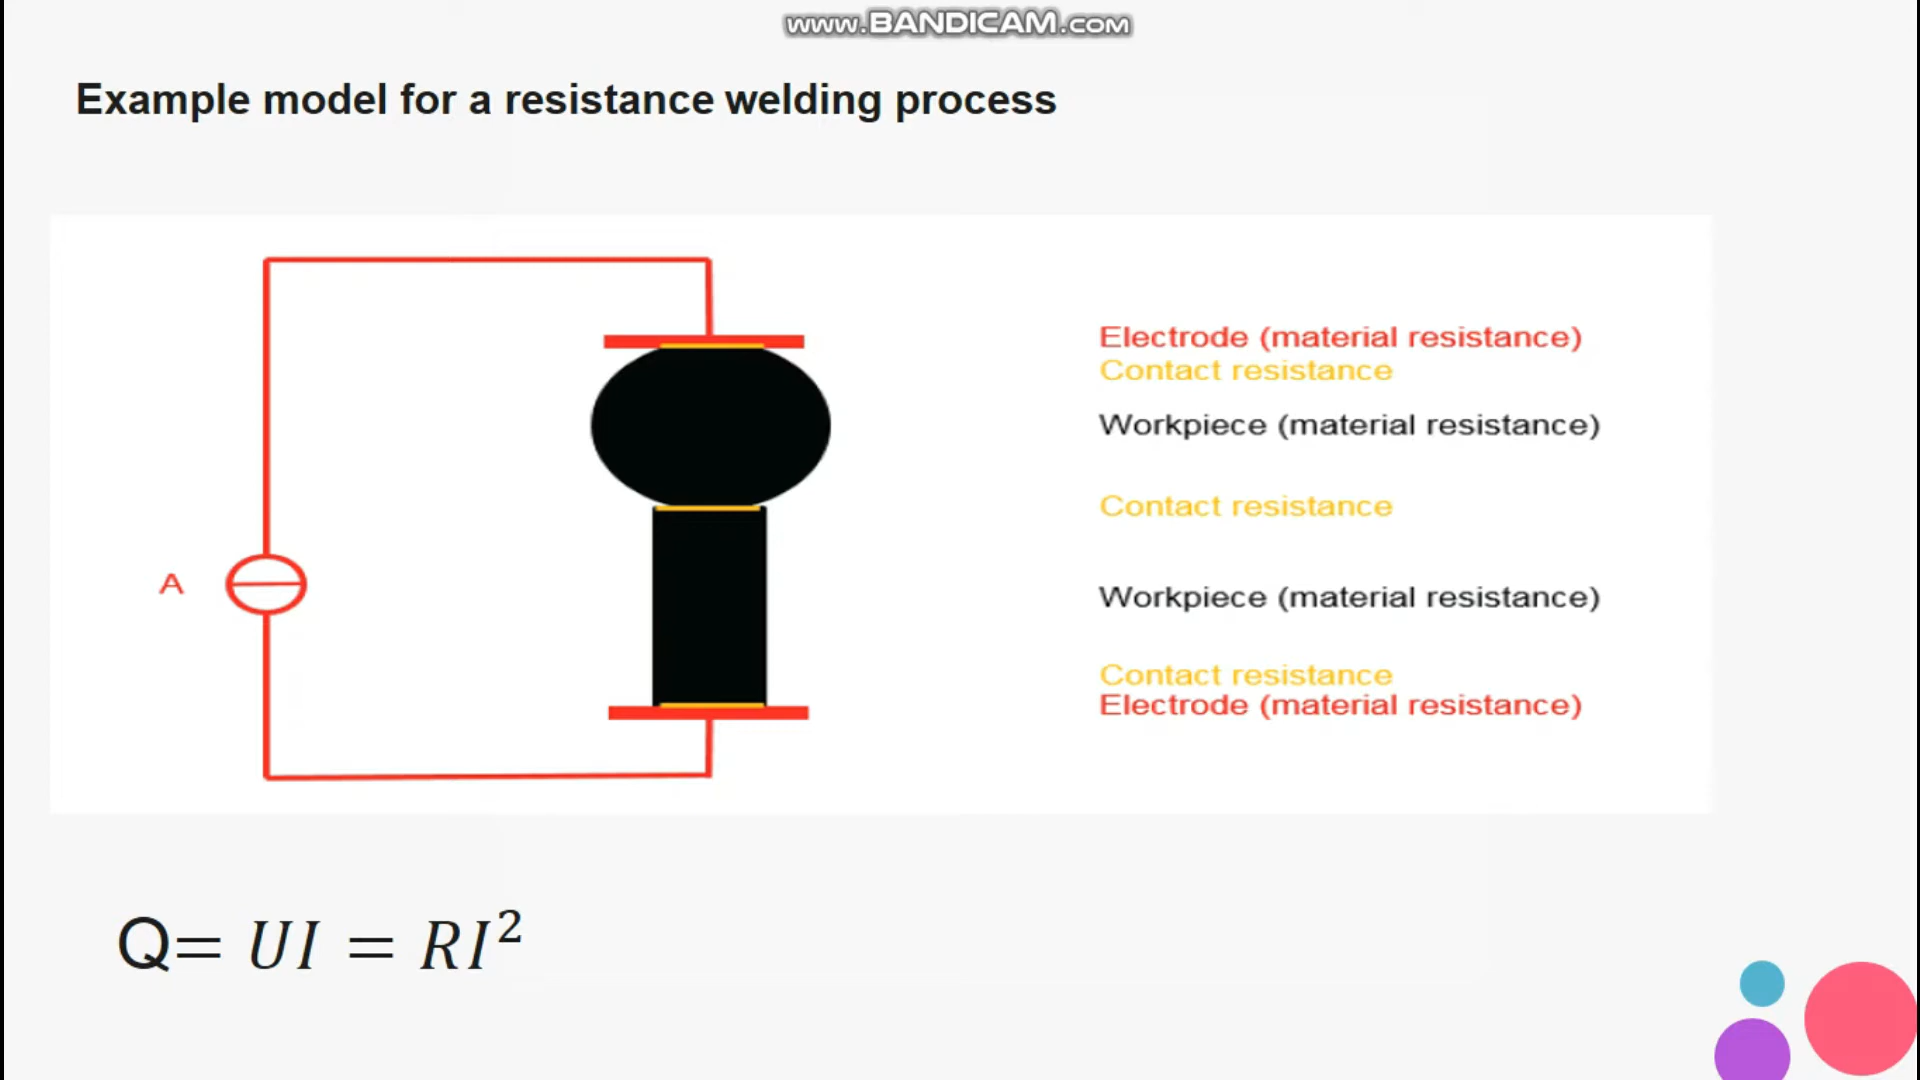 www.BANDICAM.com
Example model for a resistance welding process
Electrode (material resistance)
Contact resistance
Workpiece (material resistance)
Contact resistance
A
Workpiece (material resistance)
Contact resistance
Electrode (material resistance)
Q= UI = RI²